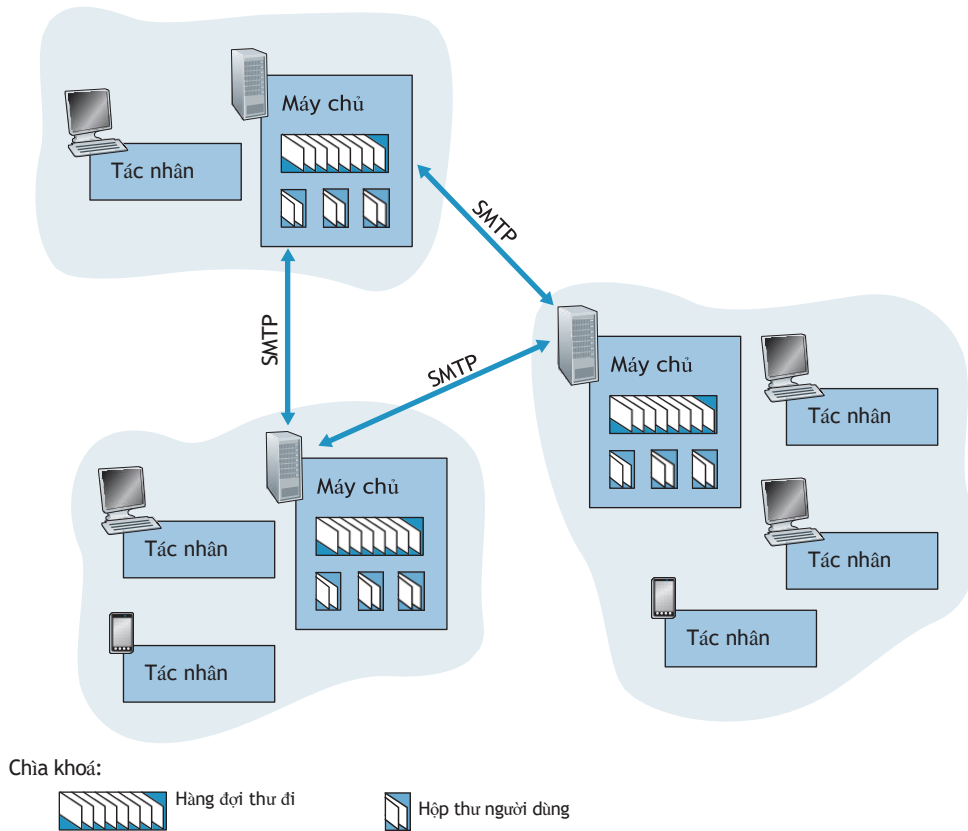 Máy chủ
Tác nhân
SMTP
SMTP
SMTP
Máy chủ
Tác nhân
Máy chủ
Tác nhân
Tác nhân
Tác nhân
Tác nhân
Chìa khoá:
Hàng đợi thư đi
Hộp thư người dùng